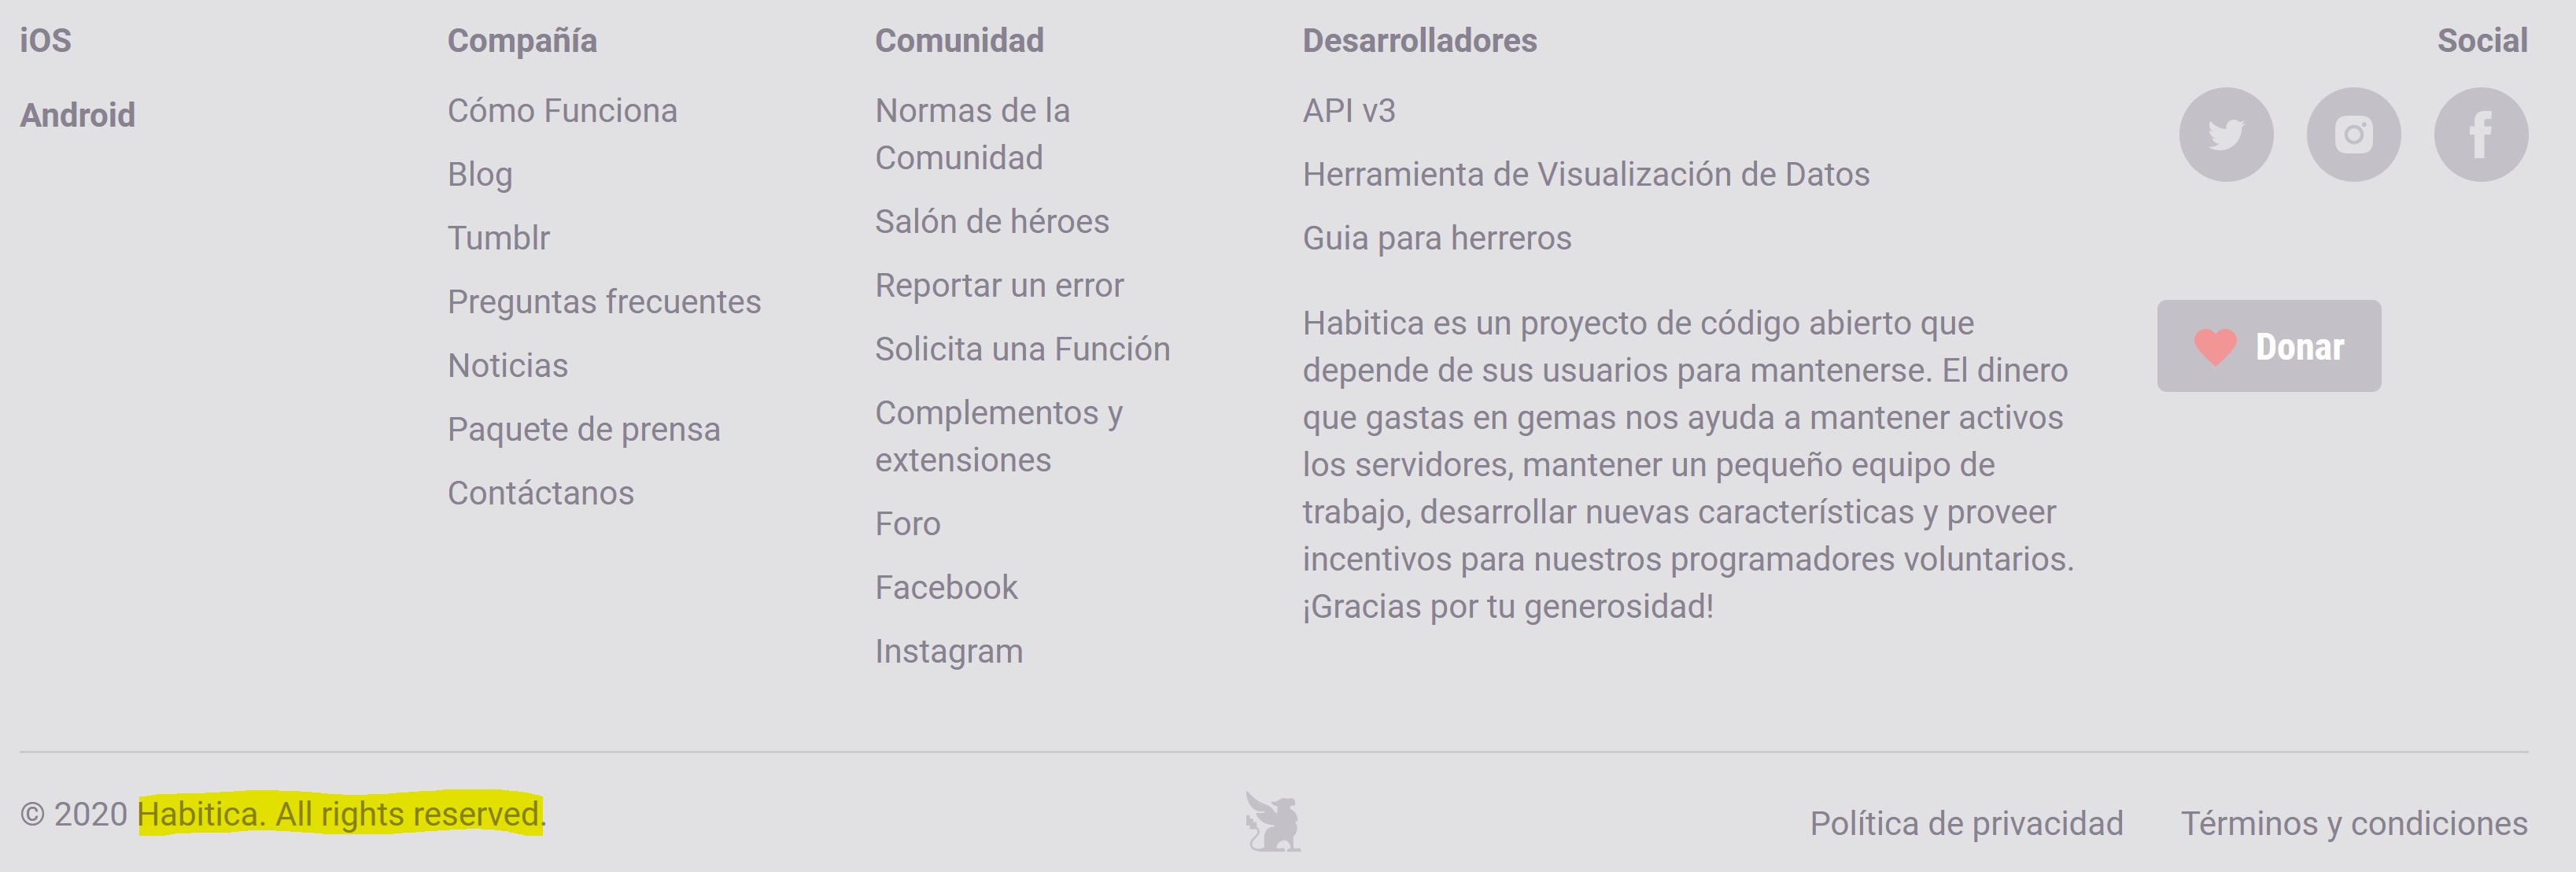 iOS
Android
Compañía
Cómo Funciona
Blog
Tumblr
Preguntas frecuentes
Noticias
Paquete de prensa
Contáctanos
Comunidad
Normas de la
Comunidad
Salón de héroes
Reportar un error
Solicita una Función
Complementos y
extensiones
Foro
Facebook
Instagram
Desarrolladores
API v3
Herramienta de Visualización de Datos
Guia para herreros
Habitica es un proyecto de código abierto que
depende de sus usuarios para mantenerse. El dinero
que gastas en gemas nos ayuda a mantener activos
los servidores, mantener un pequeño equipo de
trabajo, desarrollar nuevas características y proveer
incentivos para nuestros programadores voluntarios.
¡Gracias por tu generosidad!
Social
Donar
© 2020 Habitica. All rights reserved.
Política de privacidad
Términos y condiciones